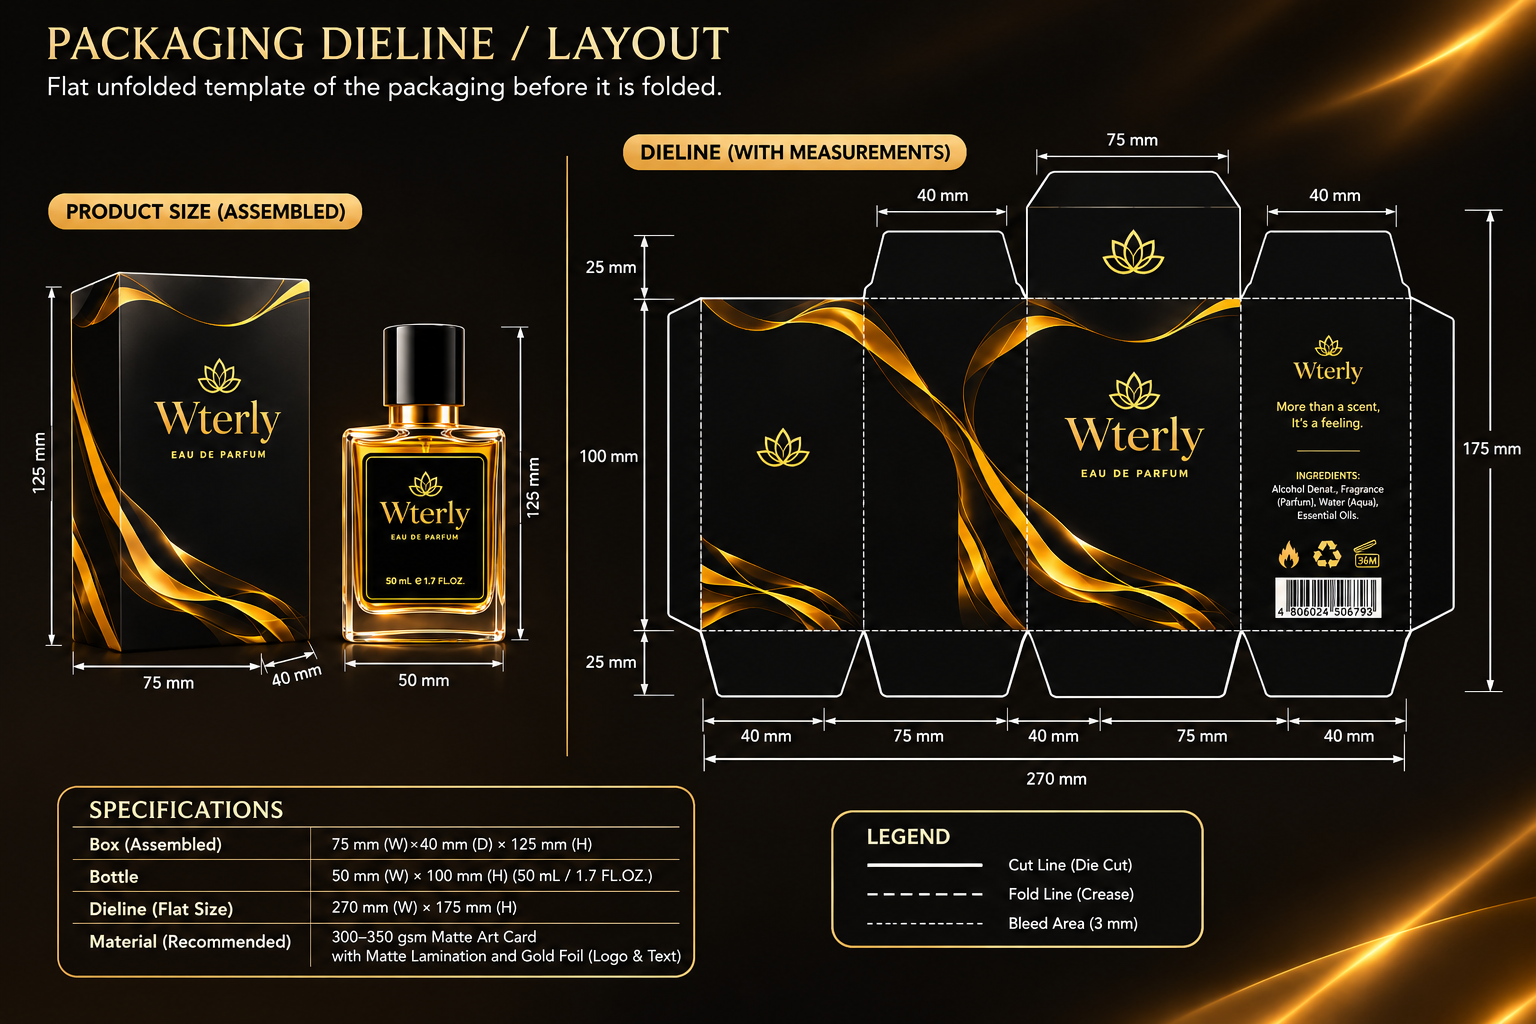 PACKAGING DIELINE / LAYOUT
Flat unfolded template of the packaging before it is folded.
PRODUCT SIZE (ASSEMBLED)
125 mm
Wterly
EAU DE PARFUM
75 mm
40 mm
Wterly
EAU DE PARFUM
50 mL e 1.7 FL.OZ.
125 mm
50 mm
DIELINE (WITH MEASUREMENTS)
75 mm
40 mm
40 mm
25 mm
100 mm
25 mm
175 mm
Wterly
EAU DE PARFUM
Wterly
More than a scent,
It's a feeling.
INGREDIENTS:
Alcohol Denat., Fragrance
(Parfum), Water (Aqua),
Essential Oils.
36M
4 806024 506793
40 mm
75 mm
40 mm
75 mm
40 mm
270 mm
SPECIFICATIONS
Box (Assembled) 75 mm (W)×40 mm (D) × 125 mm (H)
Bottle 50 mm (W) × 100 mm (H) (50 mL / 1.7 FL.OZ.)
Dieline (Flat Size) 270 mm (W) × 175 mm (H)
Material (Recommended) 300–350 gsm Matte Art Card
with Matte Lamination and Gold Foil (Logo & Text)
LEGEND
Cut Line (Die Cut)
Fold Line (Crease)
Bleed Area (3 mm)